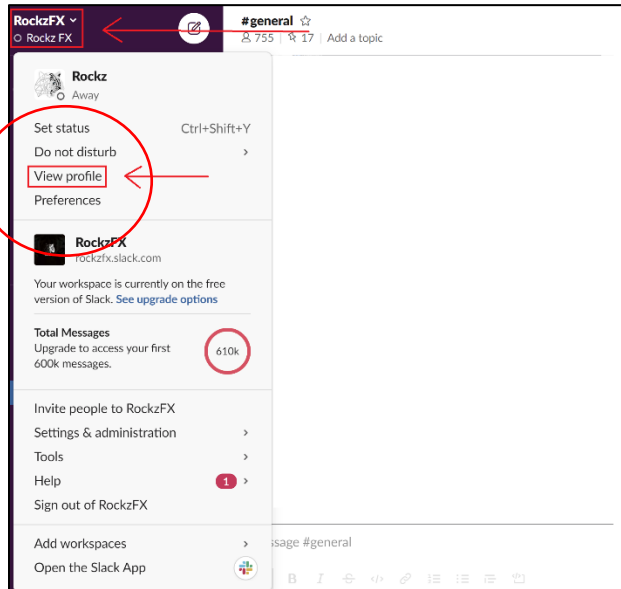 RockzFX
Rockz FX
#general
755 | 17 | Add a topic
Rockz
Away
Set status Ctrl+Shift+Y
Do not disturb
View profile
Preferences
RockzFX
rockzfx.slack.com
Your workspace is currently on the free
version of Slack. See upgrade options
Total Messages
Upgrade to access your first
600k messages.
610k
Invite people to RockzFX
Settings & administration
Tools
Help 1
Sign out of RockzFX
Add workspaces
ssage #general
Open the Slack App
B I S </>